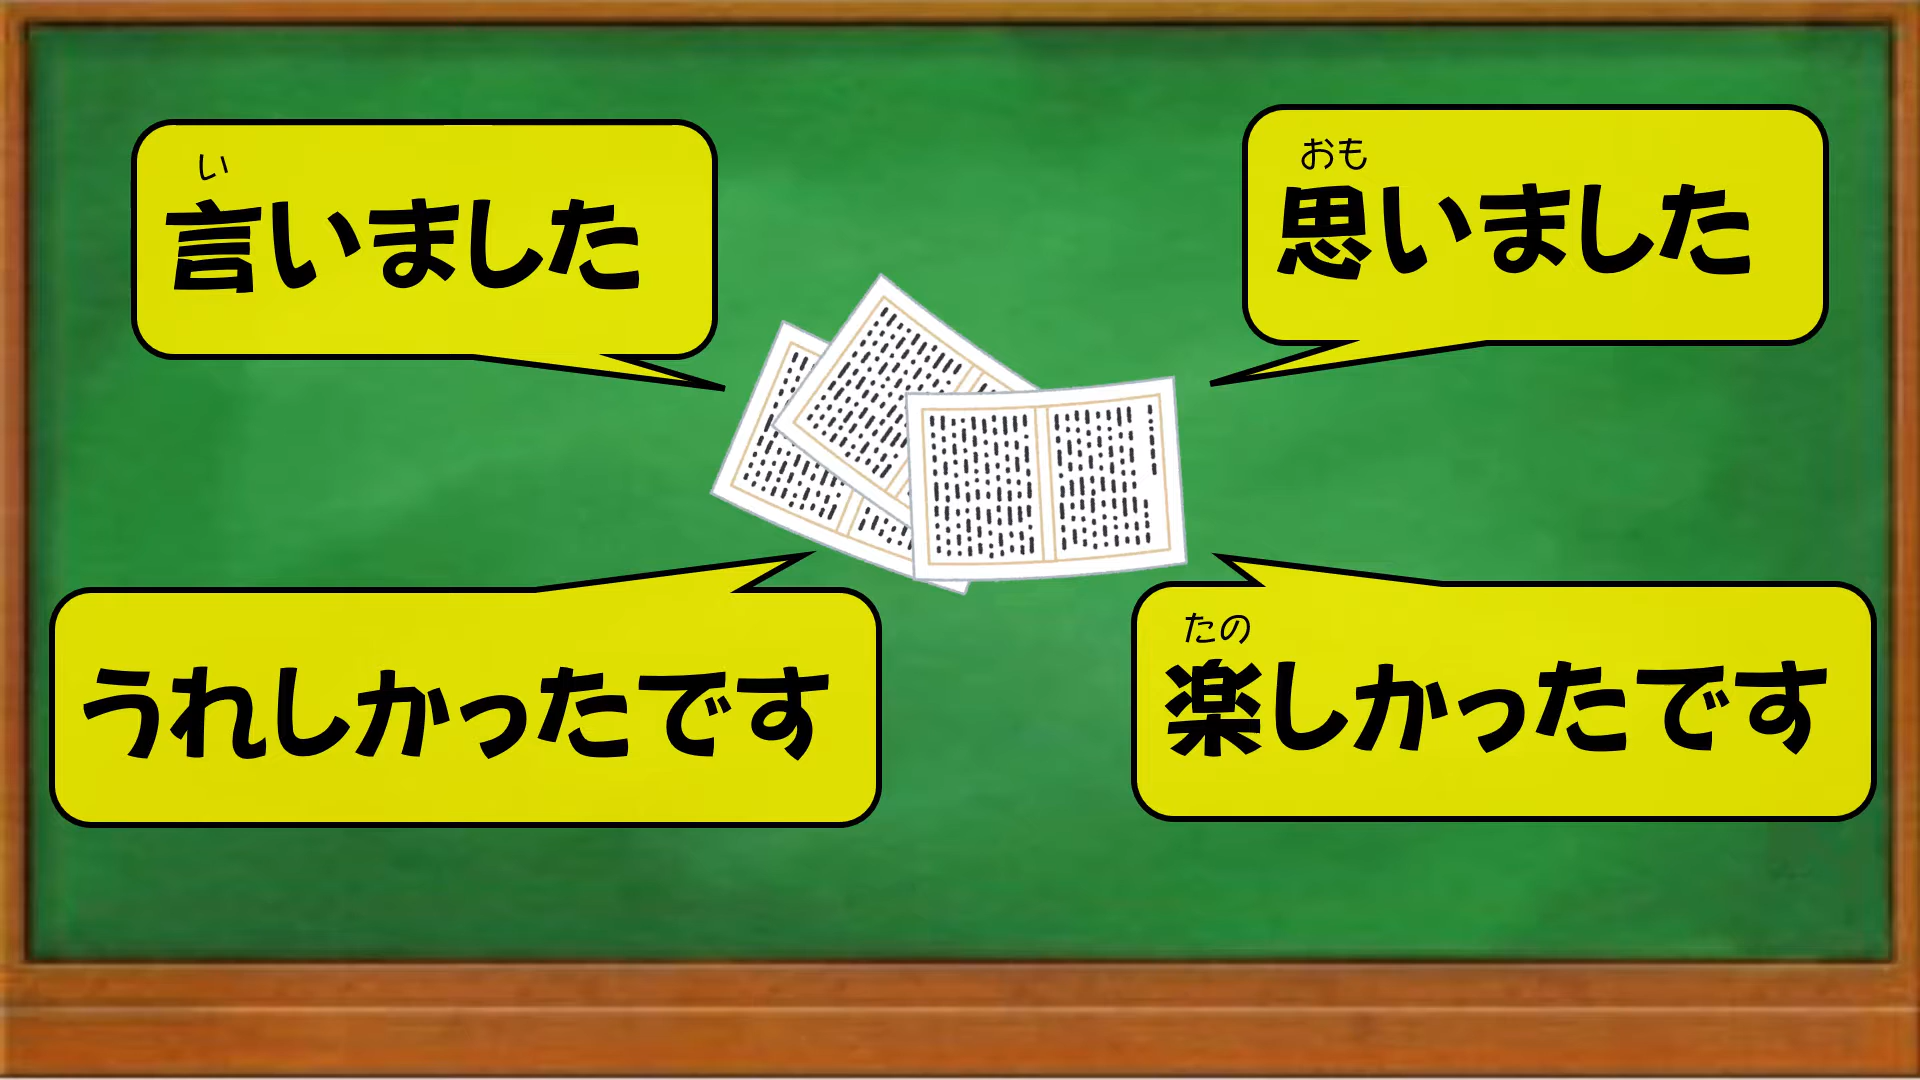 い
言いました
おも
思いました
うれしかったです
たの
楽しかったです